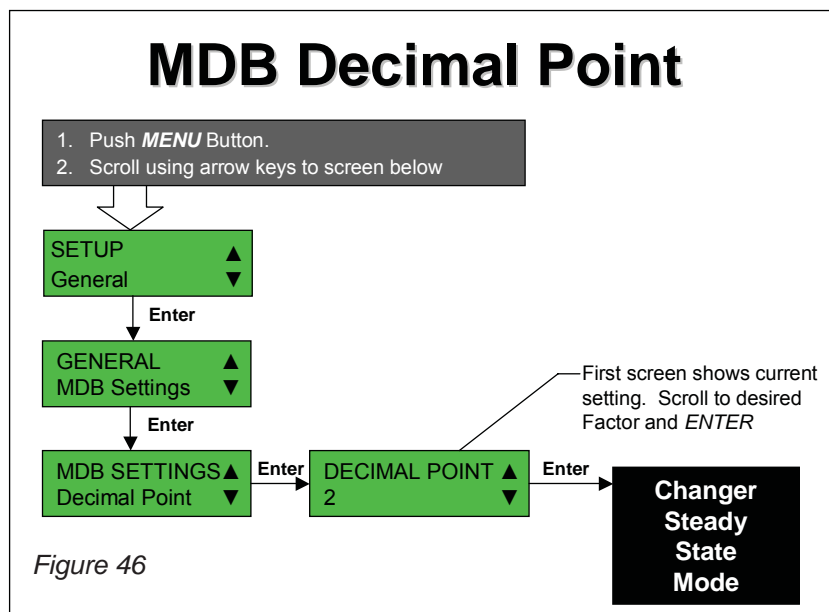 MDB Decimal Point
1. Push MENU Button.
2. Scroll using arrow keys to screen below
SETUP ▲
General ▼
Enter
GENERAL ▲
MDB Settings ▼
Enter
First screen shows current
setting. Scroll to desired
Factor and ENTER
MDB SETTINGS ▲
Decimal Point ▼
Enter
DECIMAL POINT ▲
2 ▼
Enter
Changer
Steady
State
Mode
Figure 46